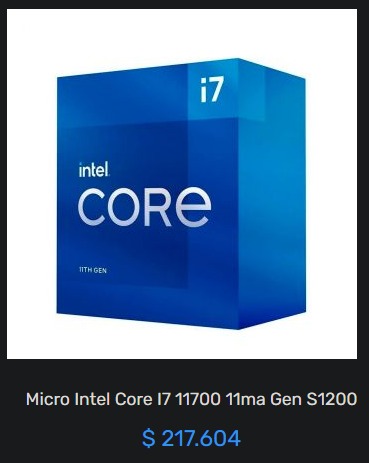 i7
intel
CORE
11TH GEN
Micro Intel Core I7 11700 11ma Gen S1200
$ 217.604